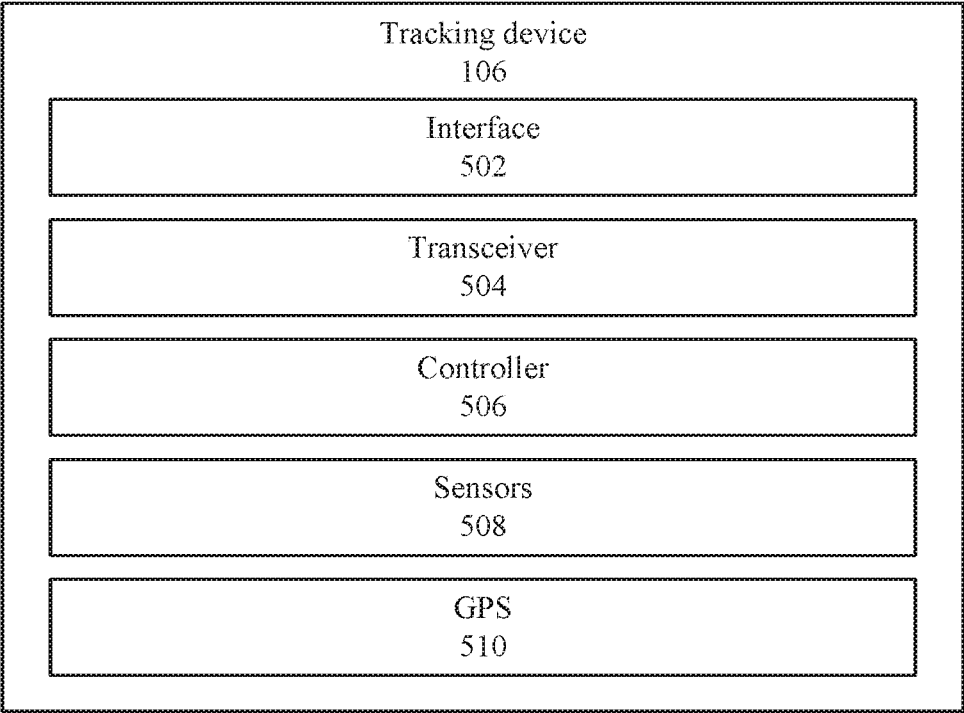 Tracking device
106
Interface
502
Transceiver
504
Controller
506
Sensors
508
GPS
510